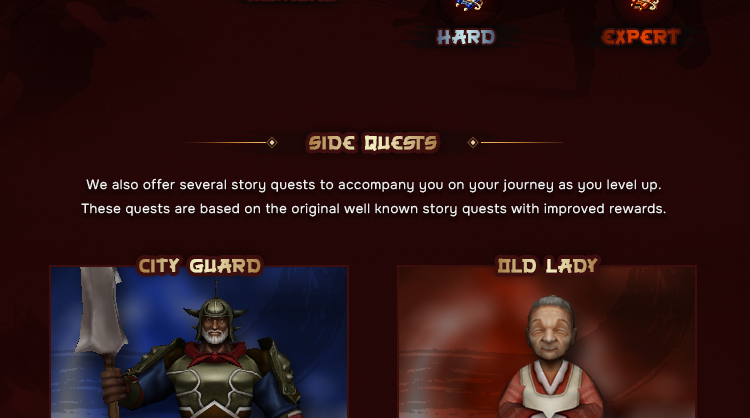 HARD
EXPERT
SIDE QUESTS
We also offer several story quests to accompany you on your journey as you level up.
These quests are based on the original well known story quests with improved rewards.
CITY GUARD
OLD LADY